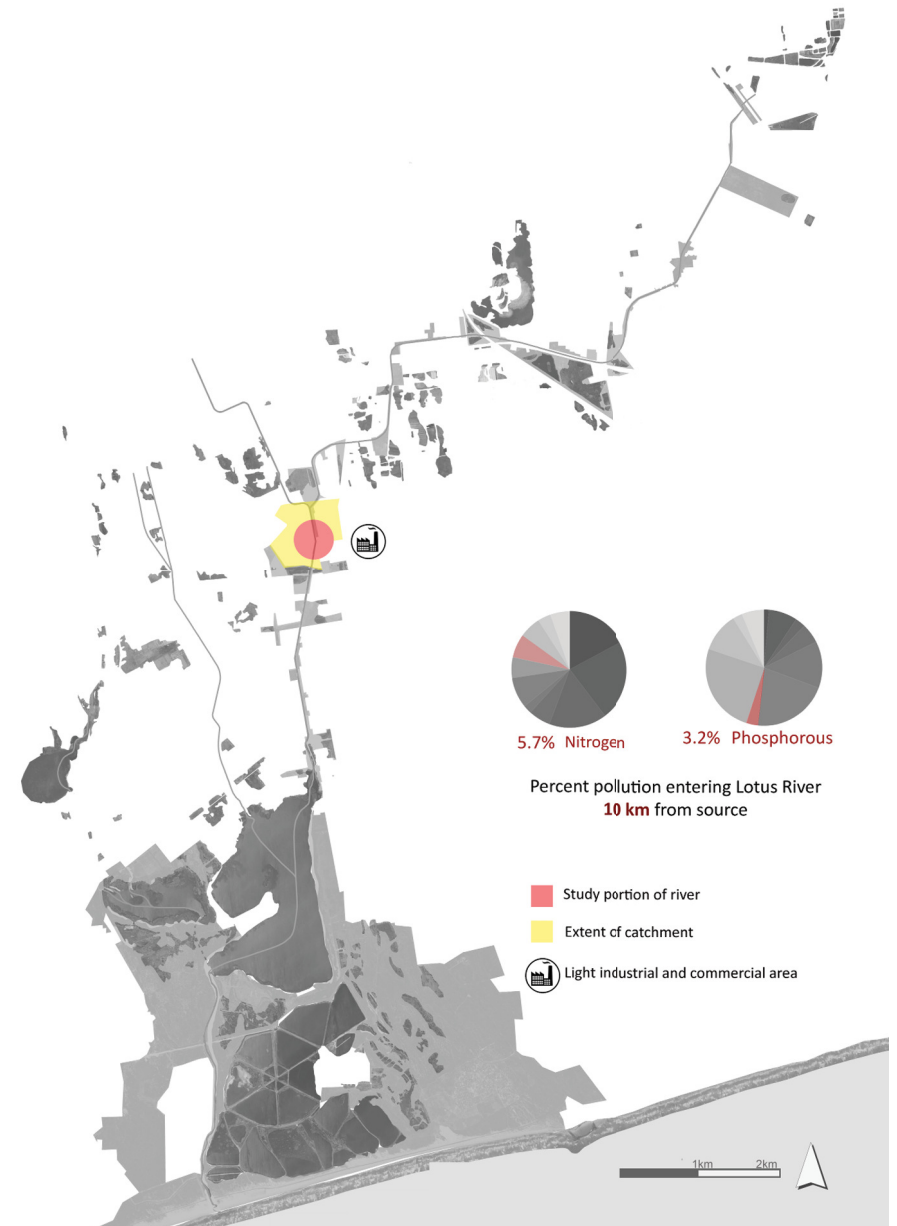 5.7% Nitrogen
3.2% Phosphorous
Percent pollution entering Lotus River
10 km from source
Study portion of river
Extent of catchment
Light industrial and commercial area
1km 2km